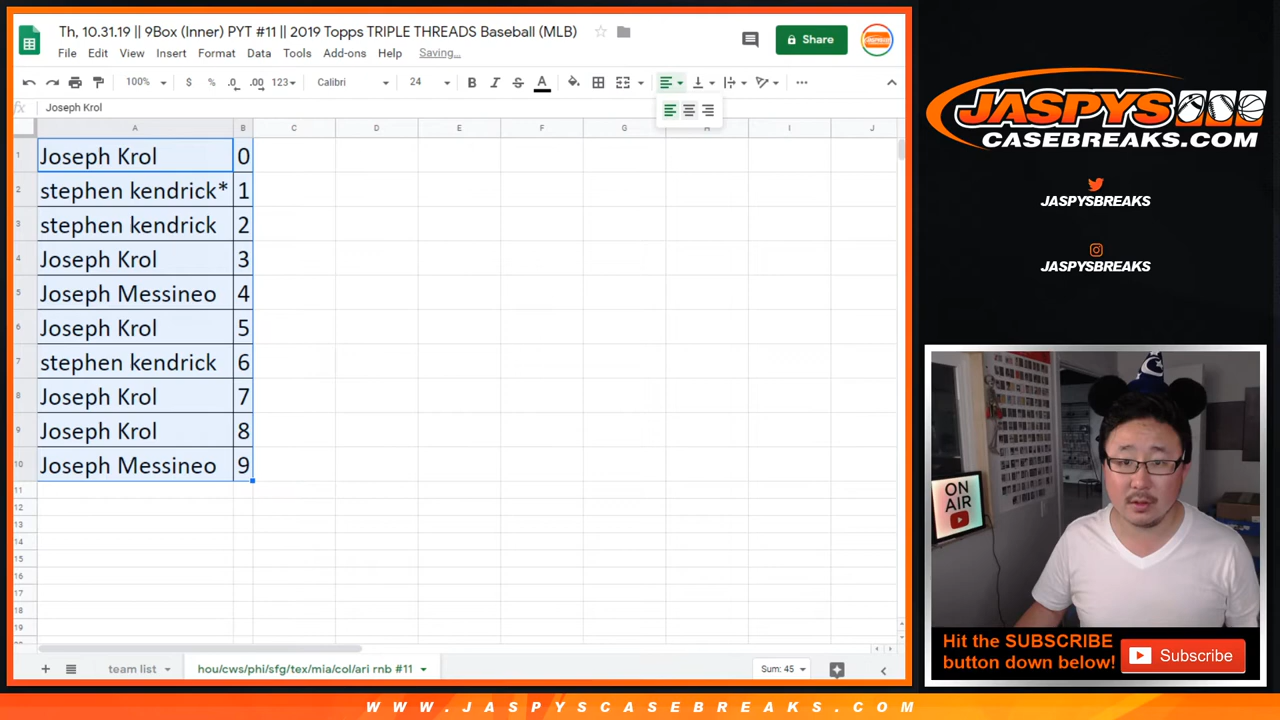 Th, 10.31.19 || 9Box (Inner) PYT #11 || 2019 Topps TRIPLE THREADS Baseball (MLB)
File Edit View Insert Format Data Tools Add-ons Help Saving...
Share
100% $ % .0 .00 123 Calibri 24 B I S A
fx Joseph Krol
A B C D E F G H I J
1 Joseph Krol 0
2 stephen kendrick* 1
3 stephen kendrick 2
4 Joseph Krol 3
5 Joseph Messineo 4
6 Joseph Krol 5
7 stephen kendrick 6
8 Joseph Krol 7
9 Joseph Krol 8
10 Joseph Messineo 9
11
12
13
14
15
16
17
18
19
team list
hou/cws/phi/sfg/tex/mia/col/ari rnb #11
Sum: 45
JASPYS
CASEBREAKS.COM
JASPYSBREAKS
JASPYSBREAKS
ON
AIR
Hit the SUBSCRIBE
button down below!
Subscribe
WWW.JASPYSCASEBREAKS.COM